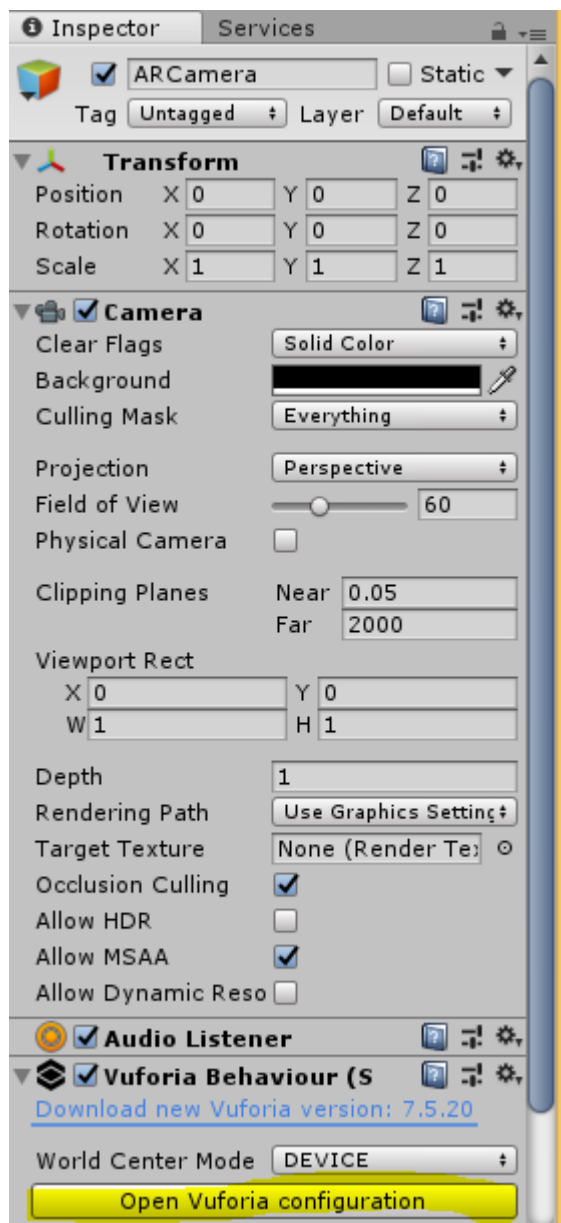 Inspector Services
ARCamera Static
Tag Untagged Layer Default
Transform
Position X 0 Y 0 Z 0
Rotation X 0 Y 0 Z 0
Scale X 1 Y 1 Z 1
Camera
Clear Flags Solid Color
Background
Culling Mask Everything
Projection Perspective
Field of View 60
Physical Camera
Clipping Planes Near 0.05
Far 2000
Viewport Rect
X 0 Y 0
W 1 H 1
Depth 1
Rendering Path Use Graphics Setting
Target Texture None (Render Te
Occlusion Culling
Allow HDR
Allow MSAA
Allow Dynamic Reso
Audio Listener
Vuforia Behaviour (S
Download new Vuforia version: 7.5.20
World Center Mode DEVICE
Open Vuforia configuration